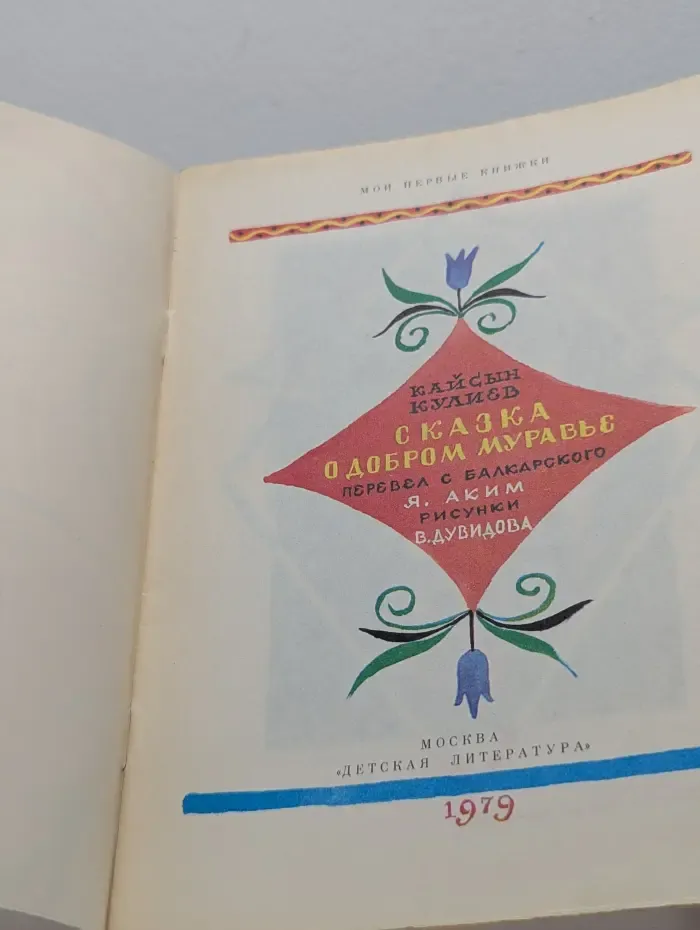 МОИ ПЕРВЫЕ КНИЖКИ
КАЙСЫН
КУЛИЕВ
СКАЗКА
О ДОБРОМ МУРАВЬЕ
ПЕРЕВЕЛ С БАЛКАРСКОГО
Я. АКИМ
РИСУНКИ
В. ДУВИДОВА
МОСКВА
«ДЕТСКАЯ ЛИТЕРАТУРА»
1979